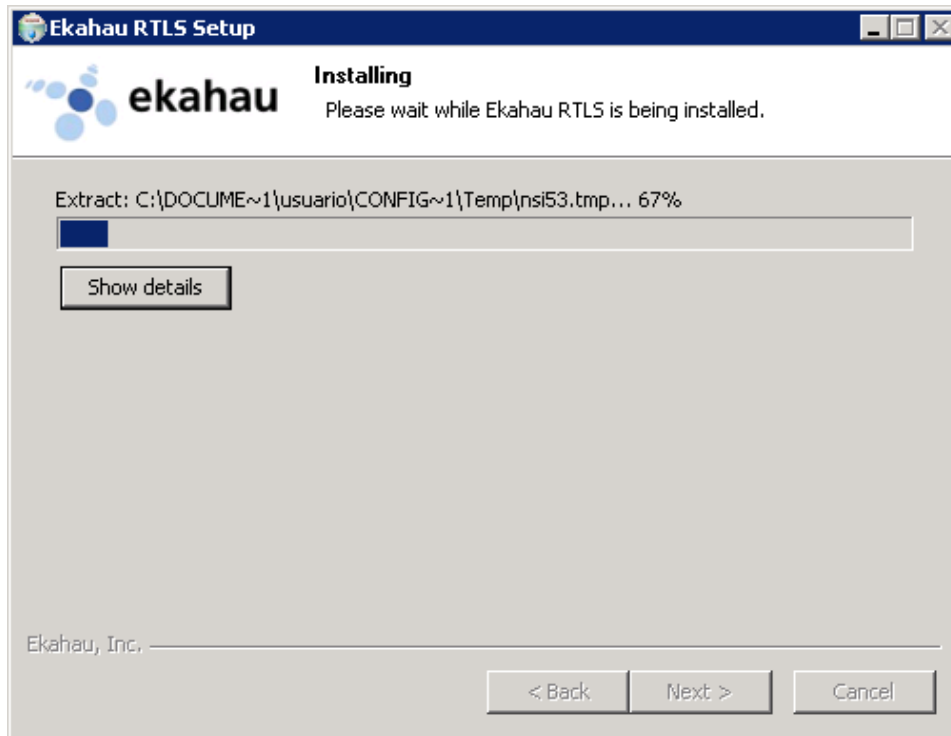 Ekahau RTLS Setup
ekahau
Installing
Please wait while Ekahau RTLS is being installed.
Extract: C:\DOCUME~1\usuario\CONFIG~1\Temp\nsi53.tmp... 67%
Show details
Ekahau, Inc.
< Back
Next >
Cancel